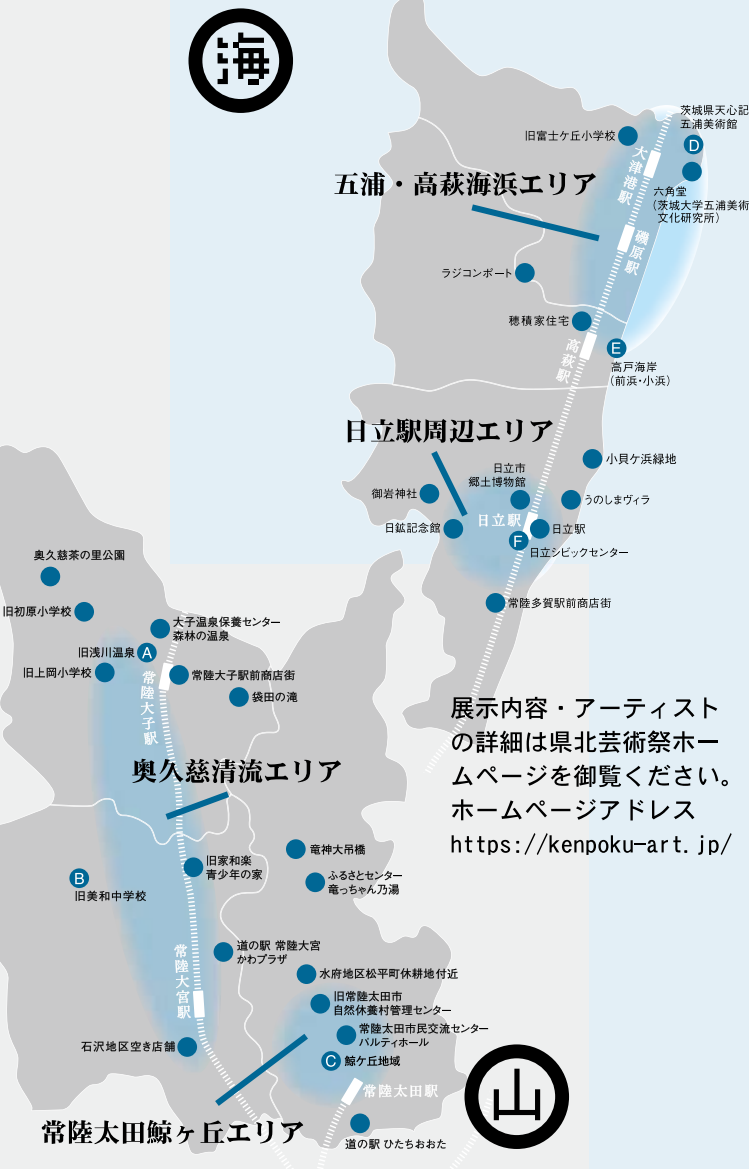 海
茨城県天心記
五浦美術館
旧富士ケ丘小学校
D
大津港駅
六角堂
（茨城大学五浦美術
文化研究所）
五浦・高萩海浜エリア
磯原駅
ラジコンポート
穂積家住宅
高萩駅
E
高戸海岸
（前浜・小浜）
日立駅周辺エリア
小貝ケ浜緑地
日立市
郷土博物館
御岩神社
うのしまヴィラ
日鉱記念館
日立駅
日立駅
F
日立シビックセンター
常陸多賀駅前商店街
奥久慈茶の里公園
旧初原小学校
大子温泉保養センター
森林の温泉
旧浅川温泉
A
旧上岡小学校
常陸大子駅前商店街
常陸大子駅
袋田の滝
展示内容・アーティスト
の詳細は県北芸術祭ホー
ムページを御覧ください。
ホームページアドレス
https://kenpoku-art.jp/
奥久慈清流エリア
竜神大吊橋
旧家和楽
青少年の家
B
旧美和中学校
ふるさとセンター
竜っちゃん乃湯
道の駅 常陸大宮
かわプラザ
常陸大宮駅
水府地区松平町休耕地付近
旧常陸太田市
自然休養村管理センター
常陸太田市民交流センター
パルティホール
石沢地区空き店舗
C
鯨ケ丘地域
常陸太田駅
山
常陸太田鯨ヶ丘エリア
道の駅 ひたちおおた